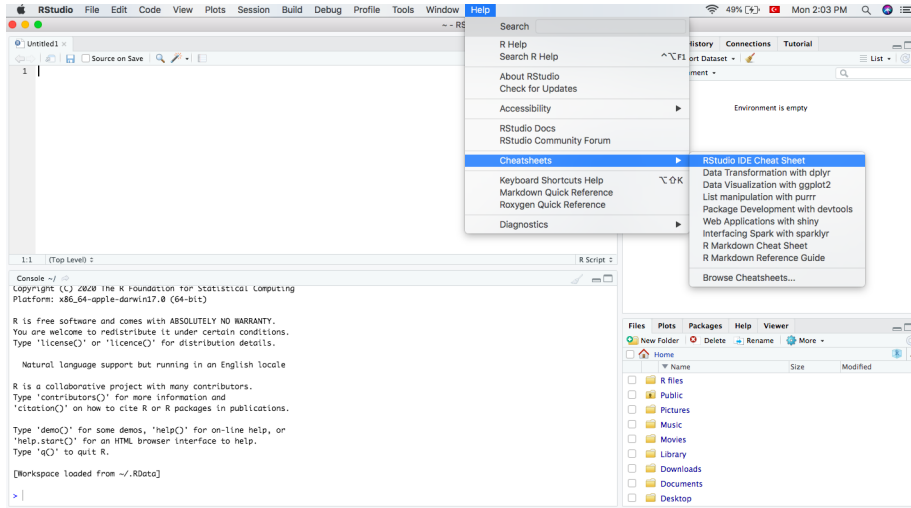 RStudio File Edit Code View Plots Session Build Debug Profile Tools Window Help 49% Mon 2:03 PM
~ - RS
Search
Untitled1
History Connections Tutorial
R Help
Source on Save
Search R Help ^⌥F1
ort Dataset
List
1
nment
About RStudio
Check for Updates
Environment is empty
Accessibility
RStudio Docs
RStudio Community Forum
Cheatsheets
RStudio IDE Cheat Sheet
Data Transformation with dplyr
Keyboard Shortcuts Help ⌥⇧K
Data Visualization with ggplot2
Markdown Quick Reference
List manipulation with purrr
Roxygen Quick Reference
Package Development with devtools
Diagnostics
Web Applications with shiny
Interfacing Spark with sparklyr
R Markdown Cheat Sheet
R Markdown Reference Guide
Browse Cheatsheets...
1:1 (Top Level) R Script
Console ~/
Copyright (C) 2020 The R Foundation for Statistical Computing
Platform: x86_64-apple-darwin17.0 (64-bit)
R is free software and comes with ABSOLUTELY NO WARRANTY.
You are welcome to redistribute it under certain conditions.
Type 'license()' or 'licence()' for distribution details.
Natural language support but running in an English locale
R is a collaborative project with many contributors.
Type 'contributors()' for more information and
'citation()' on how to cite R or R packages in publications.
Type 'demo()' for some demos, 'help()' for on-line help, or
'help.start()' for an HTML browser interface to help.
Type 'q()' to quit R.
[Workspace loaded from ~/.RData]
>
Files Plots Packages Help Viewer
New Folder Delete Rename More
Home
Name Size Modified
R files
Public
Pictures
Music
Movies
Library
Downloads
Documents
Desktop